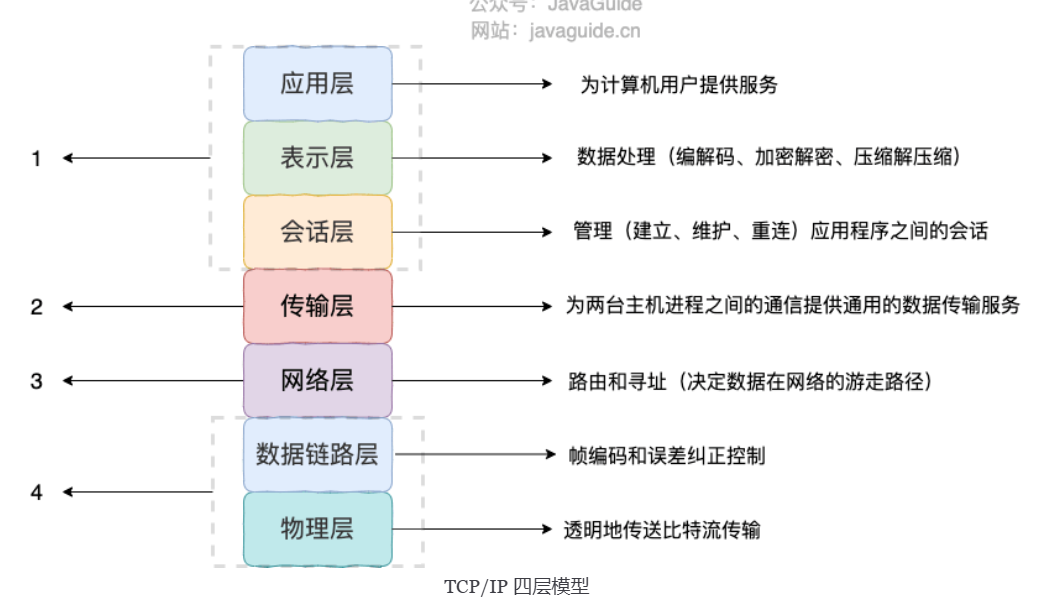 公众号：JavaGuide
网站：javaguide.cn
应用层 为计算机用户提供服务
1 表示层 数据处理（编解码、加密解密、压缩解压缩）
会话层 管理（建立、维护、重连）应用程序之间的会话
2 传输层 为两台主机进程之间的通信提供通用的数据传输服务
3 网络层 路由和寻址（决定数据在网络的游走路径）
数据链路层 帧编码和误差纠正控制
4
物理层 透明地传送比特流传输
TCP/IP 四层模型